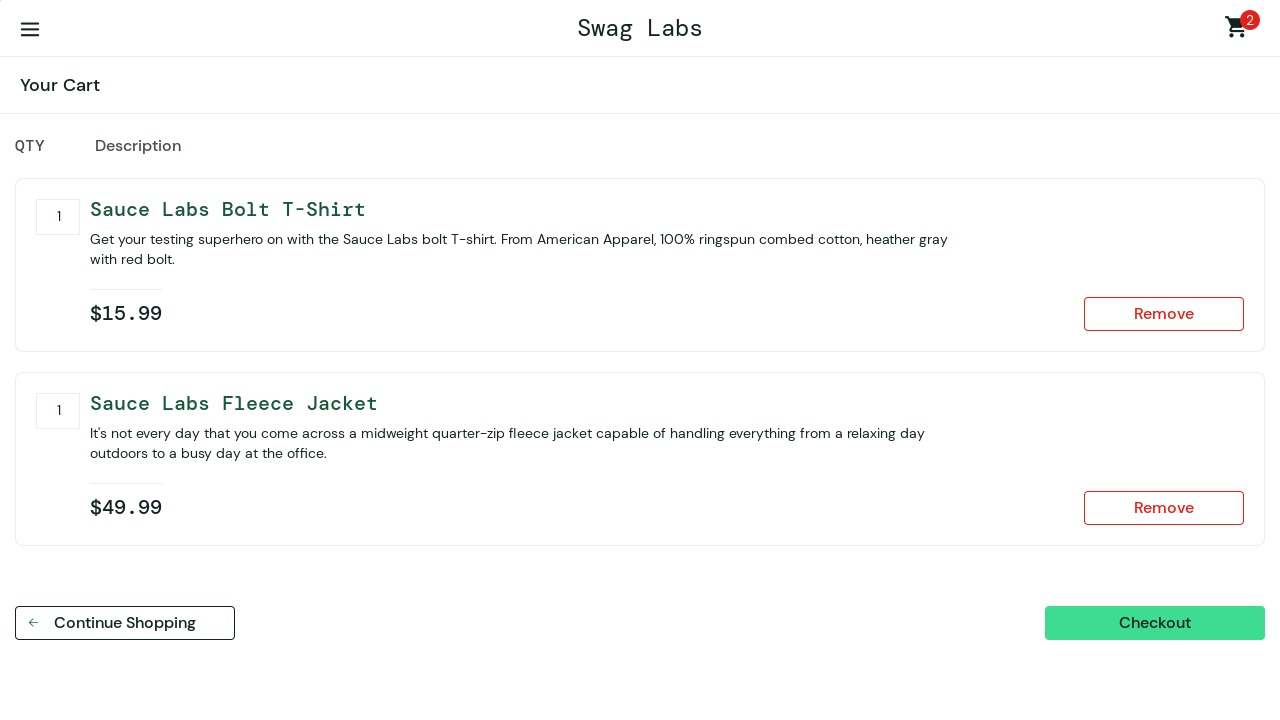 Swag Labs
2
Your Cart
QTY Description
1
Sauce Labs Bolt T-Shirt
Get your testing superhero on with the Sauce Labs bolt T-shirt. From American Apparel, 100% ringspun combed cotton, heather gray
with red bolt.
$15.99
Remove
1
Sauce Labs Fleece Jacket
It's not every day that you come across a midweight quarter-zip fleece jacket capable of handling everything from a relaxing day
outdoors to a busy day at the office.
$49.99
Remove
Continue Shopping
Checkout